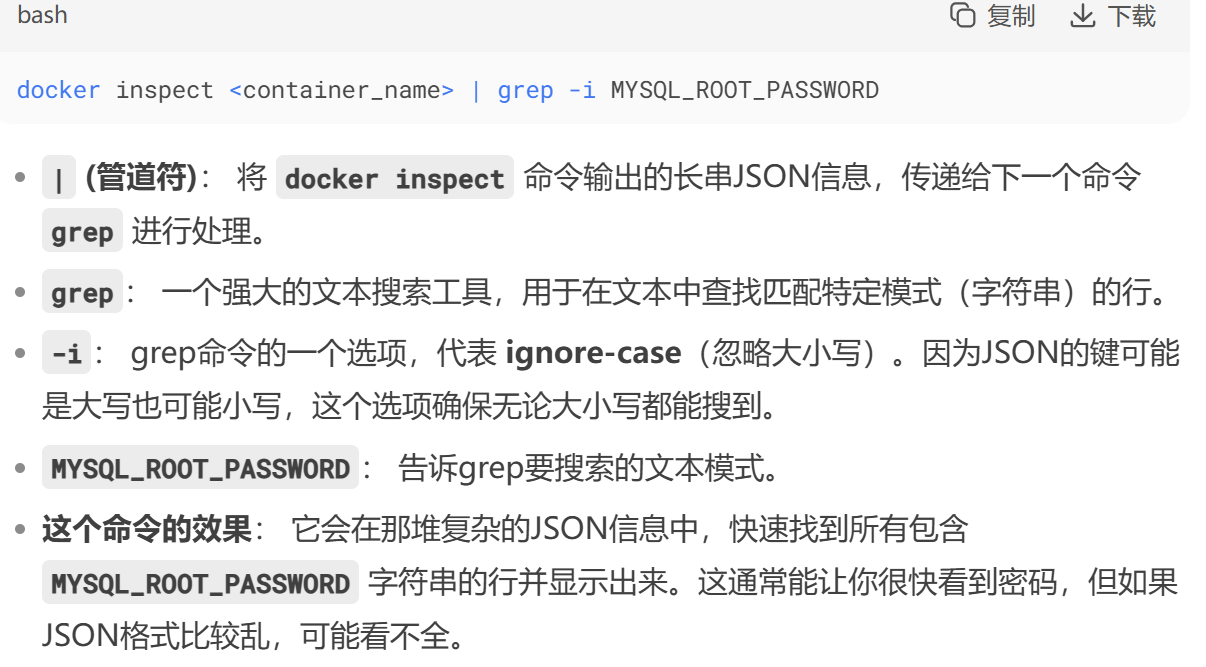 bash 复制 下载
docker inspect <container_name> | grep -i MYSQL_ROOT_PASSWORD
| (管道符)： 将 docker inspect 命令输出的长串JSON信息，传递给下一个命令
grep 进行处理。
grep： 一个强大的文本搜索工具，用于在文本中查找匹配特定模式（字符串）的行。
-i： grep命令的一个选项，代表 ignore-case（忽略大小写）。因为JSON的键可能
是大写也可能小写，这个选项确保无论大小写都能搜到。
MYSQL_ROOT_PASSWORD： 告诉grep要搜索的文本模式。
这个命令的效果： 它会在那堆复杂的JSON信息中，快速找到所有包含
MYSQL_ROOT_PASSWORD 字符串的行并显示出来。这通常能让你很快看到密码，但如果
JSON格式比较乱，可能看不全。